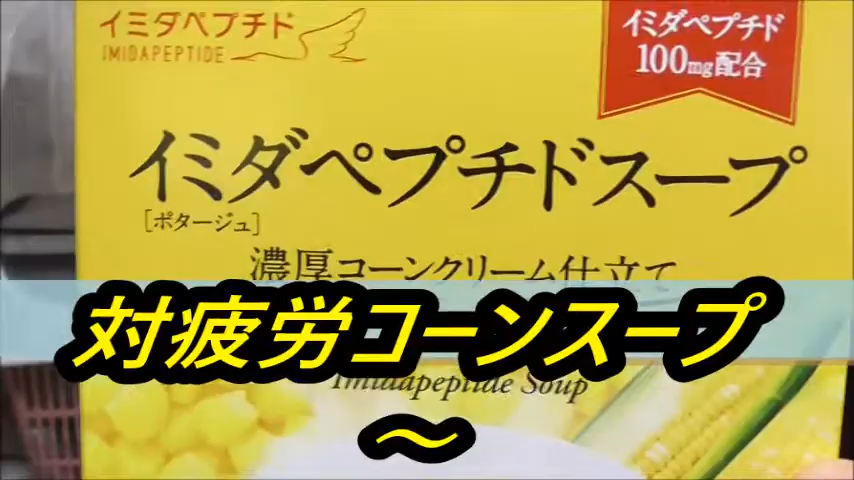 イミダペプチド
IMIDAPEPTIDE
イミダペプチド
100mg配合
イミダペプチドスープ
[ポタージュ]
濃厚コーンクリーム仕立て
対疲労コーンスープ
Imidapeptide Soup
～